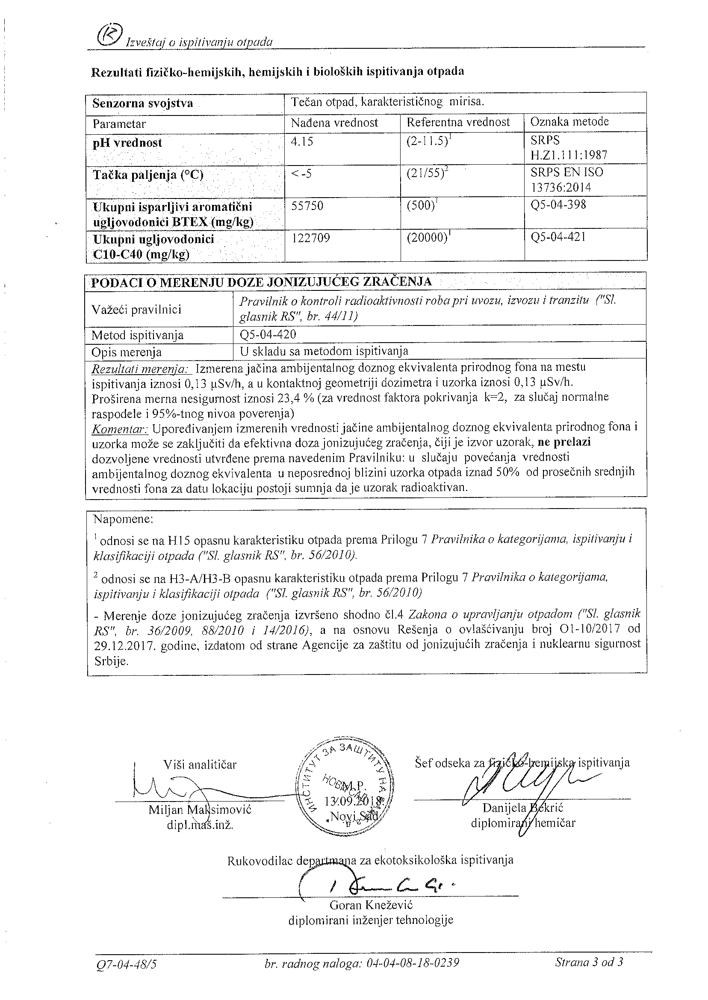 Izveštaj o ispitivanju otpada
Rezultati fizičko-hemijskih, hemijskih i bioloških ispitivanja otpada
Senzorna svojstva Tečan otpad, karakterističnog mirisa.
Parametar Nađena vrednost Referentna vrednost Oznaka metode
pH vrednost 4.15 (2-11.5)¹ SRPS
H.Z1.111:1987
Tačka paljenja (°C) < -5 (21/55)² SRPS EN ISO
13736:2014
Ukupni isparljivi aromatični 55750 (500)¹ Q5-04-398
ugljovodonici BTEX (mg/kg)
Ukupni ugljovodonici 122709 (20000)¹ Q5-04-421
C10-C40 (mg/kg)
PODACI O MERENJU DOZE JONIZUJUĆEG ZRAČENJA
Važeći pravilnici Pravilnik o kontroli radioaktivnosti roba pri uvozu, izvozu i tranzitu ("Sl.
glasnik RS", br. 44/11)
Metod ispitivanja Q5-04-420
Opis merenja U skladu sa metodom ispitivanja
Rezultati merenja: Izmerena jačina ambijentalnog doznog ekvivalenta prirodnog fona na mestu
ispitivanja iznosi 0,13 µSv/h, a u kontaktnoj geometriji dozimetra i uzorka iznosi 0,13 µSv/h.
Proširena merna nesigurnost iznosi 23,4 % (za vrednost faktora pokrivanja k=2, za slučaj normalne
raspodele i 95%-tnog nivoa poverenja)
Komentar: Upoređivanjem izmerenih vrednosti jačine ambijentalnog doznog ekvivalenta prirodnog fona i
uzorka može se zaključiti da efektivna doza jonizujućeg zračenja, čiji je izvor uzorak, ne prelazi
dozvoljene vrednosti utvrđene prema navedenim Pravilniku: u slučaju povećanja vrednosti
ambijentalnog doznog ekvivalenta u neposrednoj blizini uzorka otpada iznad 50% od prosečnih srednjih
vrednosti fona za datu lokaciju postoji sumnja da je uzorak radioaktivan.
Napomene:
¹ odnosi se na H15 opasnu karakteristiku otpada prema Prilogu 7 Pravilnika o kategorijama, ispitivanju i
klasifikaciji otpada ("Sl. glasnik RS", br. 56/2010).
² odnosi se na H3-A/H3-B opasnu karakteristiku otpada prema Prilogu 7 Pravilnika o kategorijama,
ispitivanju i klasifikaciji otpada ("Sl. glasnik RS", br. 56/2010)
- Merenje doze jonizujućeg zračenja izvršeno shodno čl.4 Zakona o upravljanju otpadom ("Sl. glasnik
RS", br. 36/2009, 88/2010 i 14/2016), a na osnovu Rešenja o ovlašćivanju broj O1-10/2017 od
29.12.2017. godine, izdatom od strane Agencije za zaštitu od jonizujućih zračenja i nuklearnu sigurnost
Srbije.
Viši analitičar
Šef odseka za fizičko-hemijska ispitivanja
ИНСТИТУТ ЗА ЗАШТИТУ НА
M.P.
13.09.2018.
Novi Sad
Miljan Maksimović
dipl.maš.inž.
Danijela Bekrić
diplomirani hemičar
Rukovodilac departmana za ekotoksikološka ispitivanja
Goran Knežević
diplomirani inženjer tehnologije
Q7-04-48/5 br. radnog naloga: 04-04-08-18-0239 Strana 3 od 3